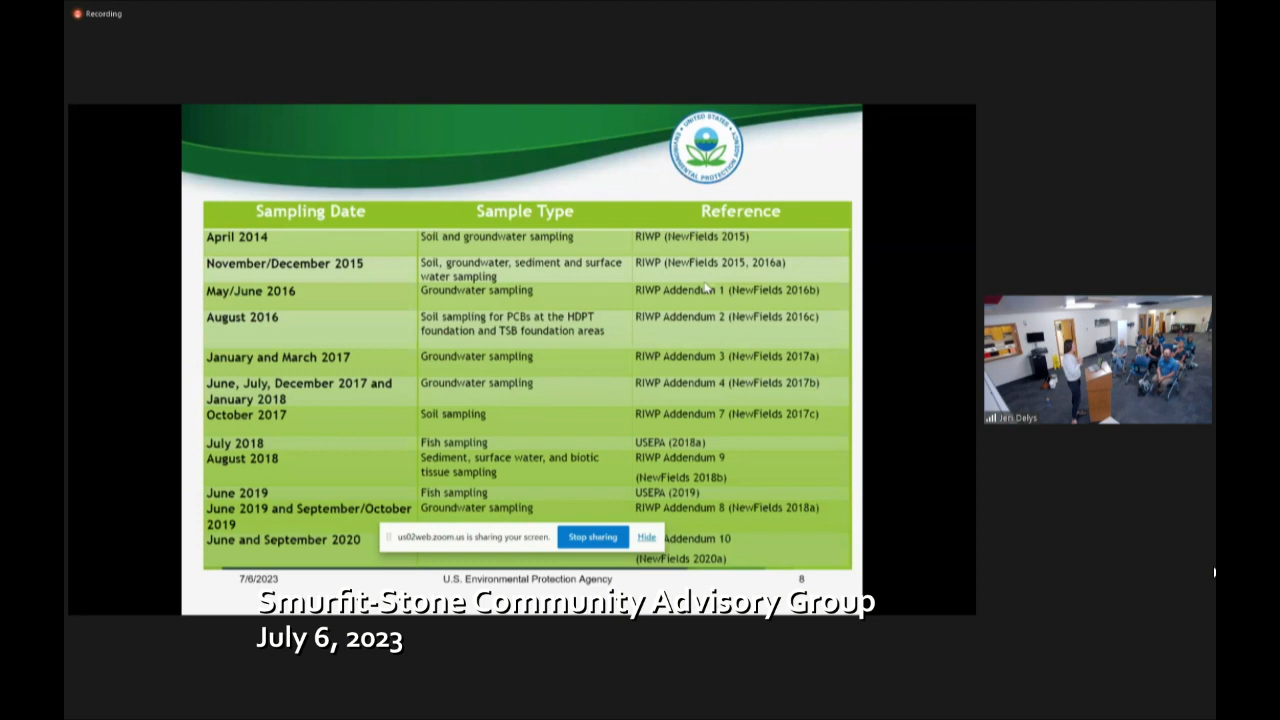 Recording
UNITED STATES
ENVIRONMENTAL PROTECTION AGENCY
Sampling Date Sample Type Reference
April 2014 Soil and groundwater sampling RIWP (NewFields 2015)
November/December 2015 Soil, groundwater, sediment and surface water sampling RIWP (NewFields 2015, 2016a)
May/June 2016 Groundwater sampling RIWP Addendum 1 (NewFields 2016b)
August 2016 Soil sampling for PCBs at the HDPT foundation and TSB foundation areas RIWP Addendum 2 (NewFields 2016c)
January and March 2017 Groundwater sampling RIWP Addendum 3 (NewFields 2017a)
June, July, December 2017 and January 2018 Groundwater sampling RIWP Addendum 4 (NewFields 2017b)
October 2017 Soil sampling RIWP Addendum 7 (NewFields 2017c)
July 2018 Fish sampling USEPA (2018a)
August 2018 Sediment, surface water, and biotic tissue sampling RIWP Addendum 9 (NewFields 2018b)
June 2019 Fish sampling USEPA (2019)
June 2019 and September/October 2019 Groundwater sampling RIWP Addendum 8 (NewFields 2018a)
June and September 2020 Addendum 10 (NewFields 2020a)
us02web.zoom.us is sharing your screen. Stop sharing Hide
7/6/2023 U.S. Environmental Protection Agency 8
Smurfit-Stone Community Advisory Group
July 6, 2023
Jeri Delys